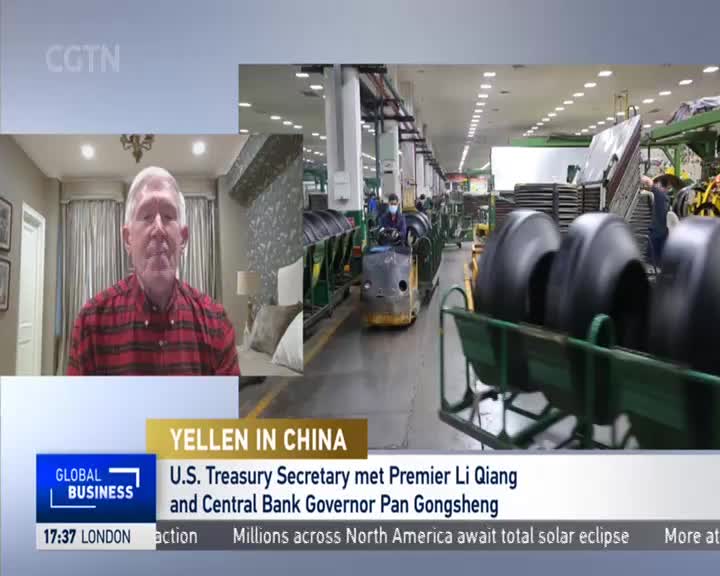 CGTN
YELLEN IN CHINA
U.S. Treasury Secretary met Premier Li Qiang
and Central Bank Governor Pan Gongsheng
GLOBAL
BUSINESS
17:37 LONDON
action Millions across North America await total solar eclipse More at